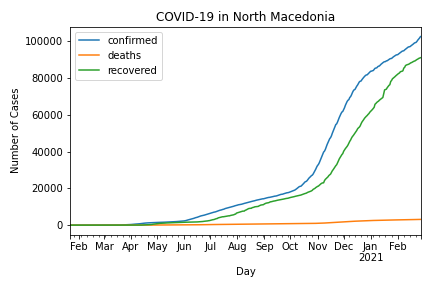 COVID-19 in North Macedonia
confirmed
deaths
recovered
Number of Cases
100000
80000
60000
40000
20000
0
Feb Mar Apr May Jun Jul Aug Sep Oct Nov Dec Jan Feb
2021
Day